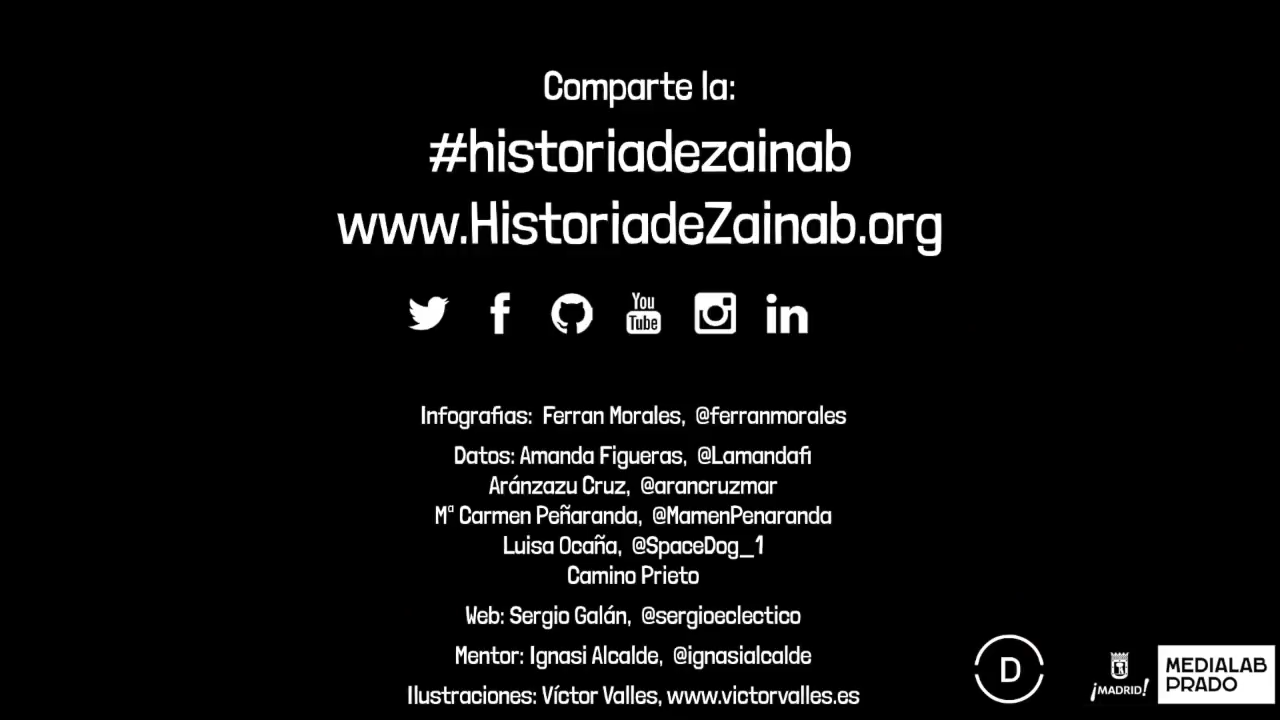 Comparte la:
#historiadezainab
www.HistoriadeZainab.org
You
Tube
in
Infografias: Ferran Morales, @ferranmorales
Datos: Amanda Figueras, @Lamandafi
Aránzazu Cruz, @arancruzmar
Mª Carmen Peñaranda, @MamenPenaranda
Luisa Ocaña, @SpaceDog_1
Camino Prieto
Web: Sergio Galán, @sergioeclectico
Mentor: Ignasi Alcalde, @ignasialcalde
Ilustraciones: Víctor Valles, www.victorvalles.es
D
¡MADRID!
MEDIALAB
PRADO